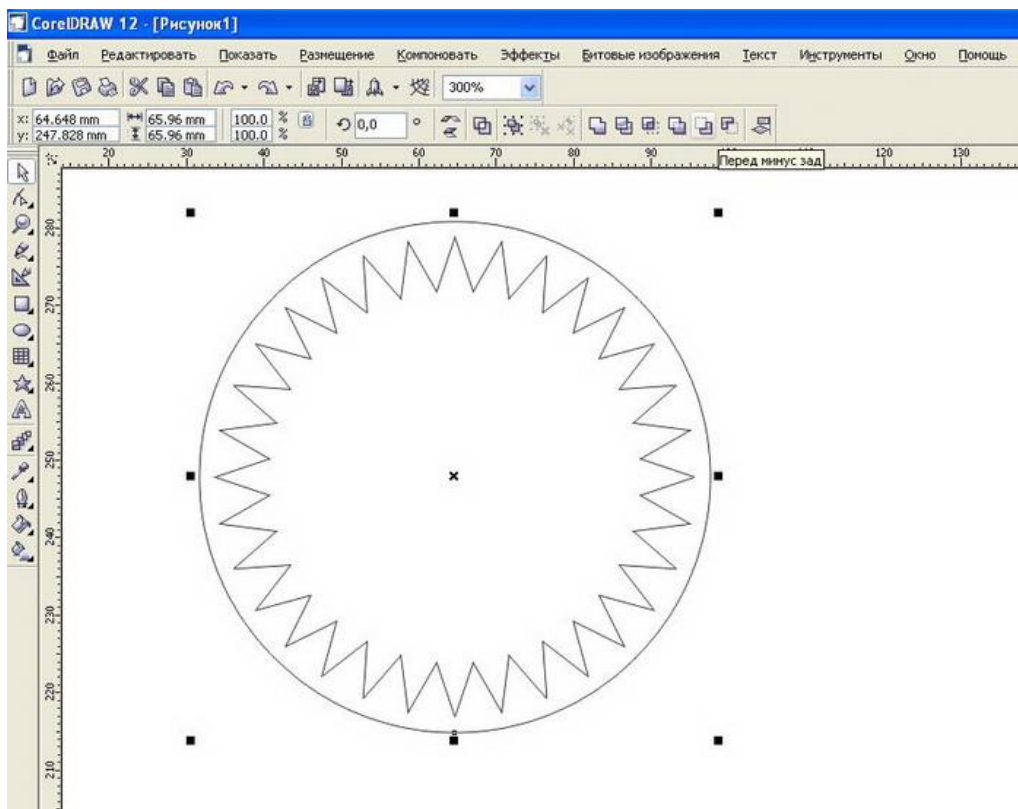 CorelDRAW 12 - [Рисунок1]
Файл Редактировать Показать Размещение Компоновать Эффекты Битовые изображения Текст Инструменты Окно Помощь
300%
x: 64.648 mm 65.96 mm 100.0 % 0,0 °
y: 247.828 mm 65.96 mm 100.0 %
20 30 40 50 60 70 80 90 120 130
Перед минус зад
280
270
260
250
240
230
220
210